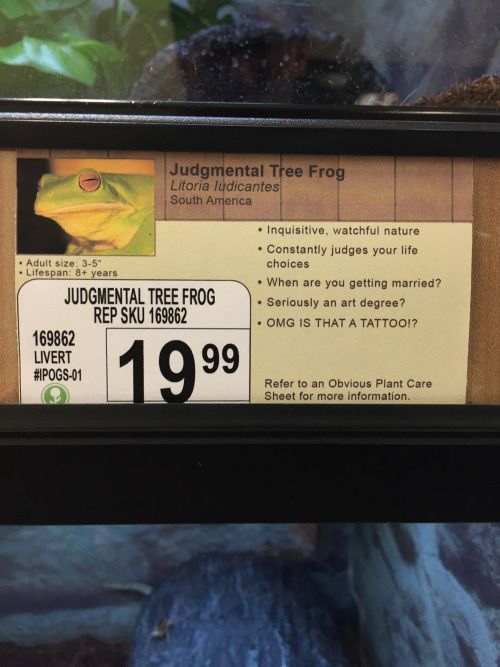 Judgmental Tree Frog
Litoria Iudicantes
South America
• Adult size: 3-5"
• Lifespan: 8+ years
• Inquisitive, watchful nature
• Constantly judges your life
choices
• When are you getting married?
• Seriously an art degree?
• OMG IS THAT A TATTOO!?
Refer to an Obvious Plant Care
Sheet for more information.
JUDGMENTAL TREE FROG
REP SKU 169862
169862
LIVERT
#IPOGS-01
19 99